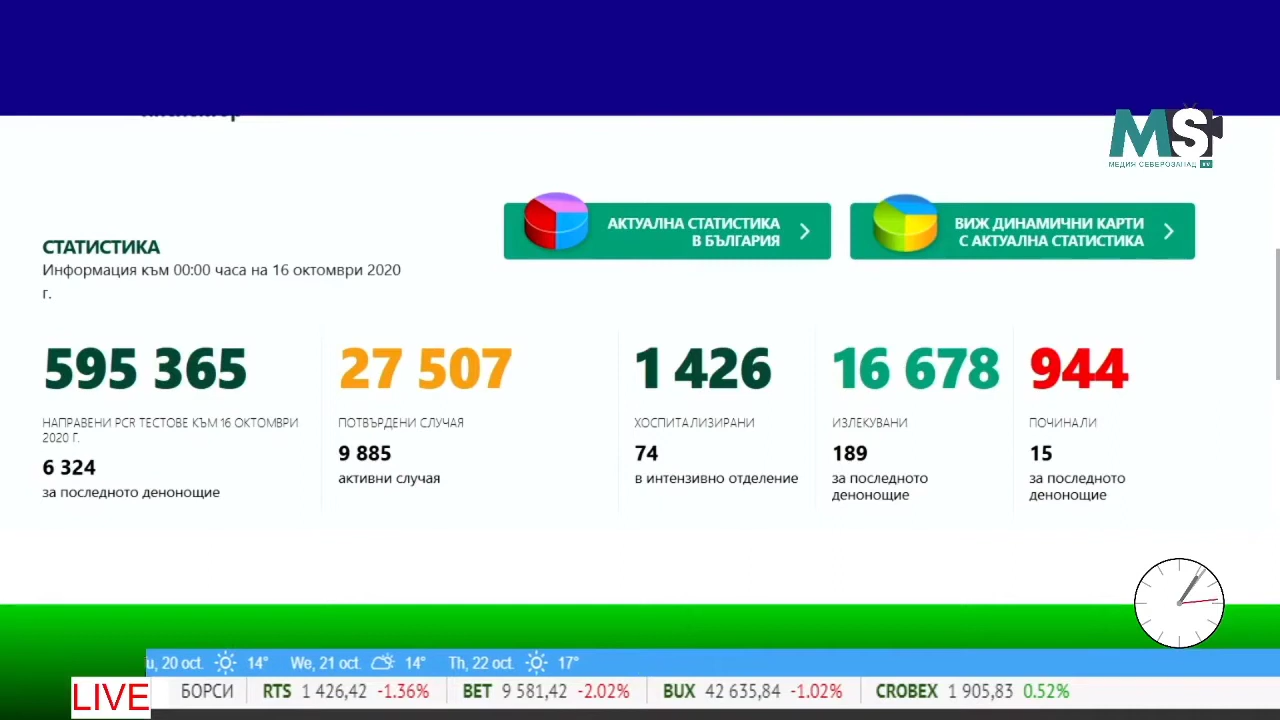 MS
МЕДИЯ СЕВЕРОЗАПАД TV
АКТУАЛНА СТАТИСТИКА
В БЪЛГАРИЯ
ВИЖ ДИНАМИЧНИ КАРТИ
С АКТУАЛНА СТАТИСТИКА
СТАТИСТИКА
Информация към 00:00 часа на 16 октомври 2020
г.
595 365
НАПРАВЕНИ PCR ТЕСТОВЕ КЪМ 16 ОКТОМВРИ
2020 Г.
6 324
за последното денонощие
27 507
ПОТВЪРДЕНИ СЛУЧАЯ
9 885
активни случая
1 426
ХОСПИТАЛИЗИРАНИ
74
в интензивно отделение
16 678
ИЗЛЕКУВАНИ
189
за последното
денонощие
944
ПОЧИНАЛИ
15
за последното
денонощие
u, 20 oct. 14° We, 21 oct. 14° Th, 22 oct. 17°
LIVE БОРСИ RTS 1 426,42 -1.36% BET 9 581,42 -2.02% BUX 42 635,84 -1.02% CROBEX 1 905,83 0.52%